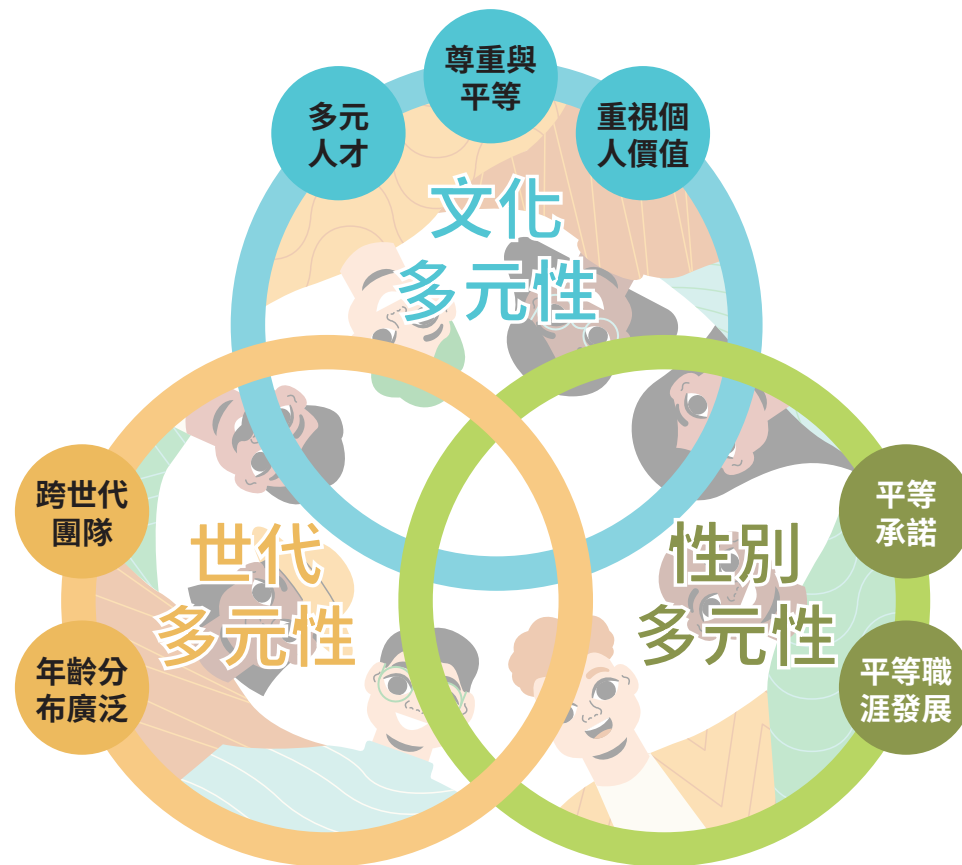 多元
人才
尊重與
平等
重視個
人價值
文化
多元性
跨世代
團隊
年齡分
布廣泛
世代
多元性
性別
多元性
平等
承諾
平等職
涯發展